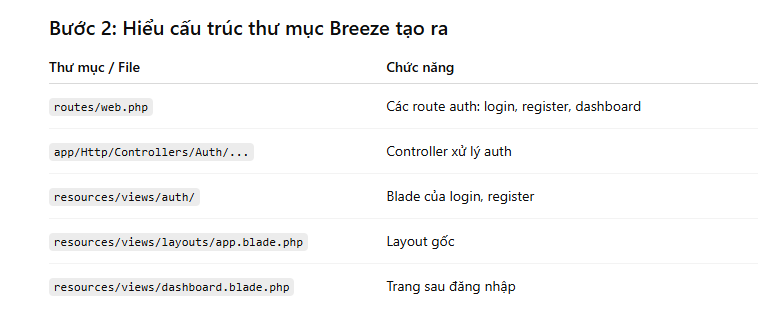 Bước 2: Hiểu cấu trúc thư mục Breeze tạo ra
Thư mục / File Chức năng
routes/web.php Các route auth: login, register, dashboard
app/Http/Controllers/Auth/... Controller xử lý auth
resources/views/auth/ Blade của login, register
resources/views/layouts/app.blade.php Layout gốc
resources/views/dashboard.blade.php Trang sau đăng nhập